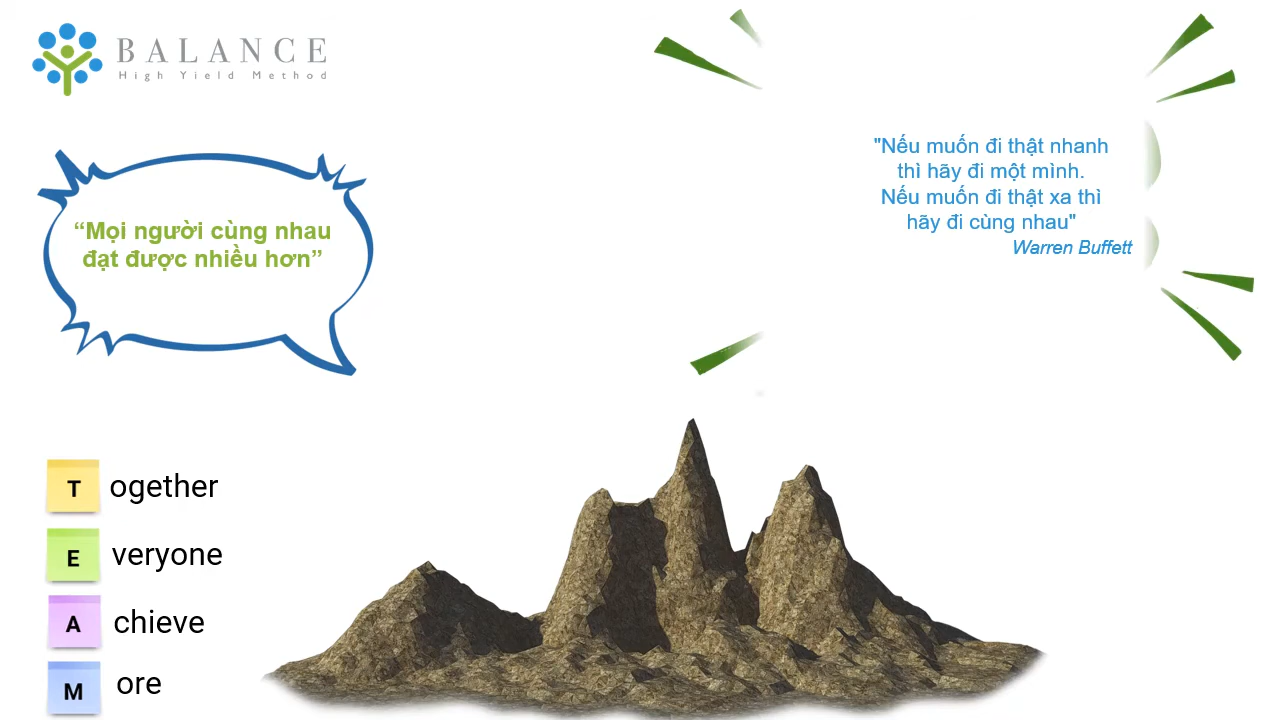 BALANCE
High Yield Method
“Mọi người cùng nhau
đạt được nhiều hơn”
"Nếu muốn đi thật nhanh
thì hãy đi một mình.
Nếu muốn đi thật xa thì
hãy đi cùng nhau"
Warren Buffett
T ogether
E veryone
A chieve
M ore